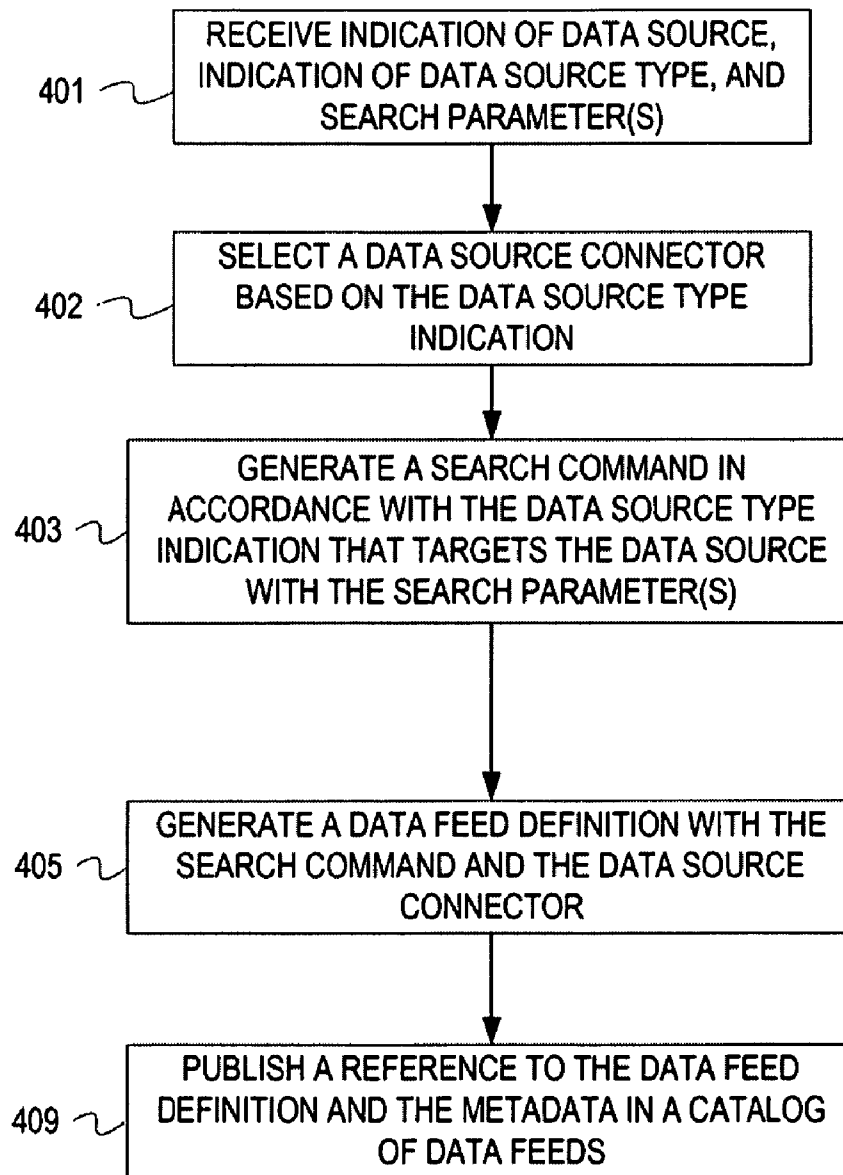 RECEIVE INDICATION OF DATA SOURCE,
INDICATION OF DATA SOURCE TYPE, AND
SEARCH PARAMETER(S)
401
SELECT A DATA SOURCE CONNECTOR
BASED ON THE DATA SOURCE TYPE
INDICATION
402
GENERATE A SEARCH COMMAND IN
ACCORDANCE WITH THE DATA SOURCE TYPE
INDICATION THAT TARGETS THE DATA SOURCE
WITH THE SEARCH PARAMETER(S)
403
GENERATE A DATA FEED DEFINITION WITH THE
SEARCH COMMAND AND THE DATA SOURCE
CONNECTOR
405
PUBLISH A REFERENCE TO THE DATA FEED
DEFINITION AND THE METADATA IN A CATALOG
OF DATA FEEDS
409